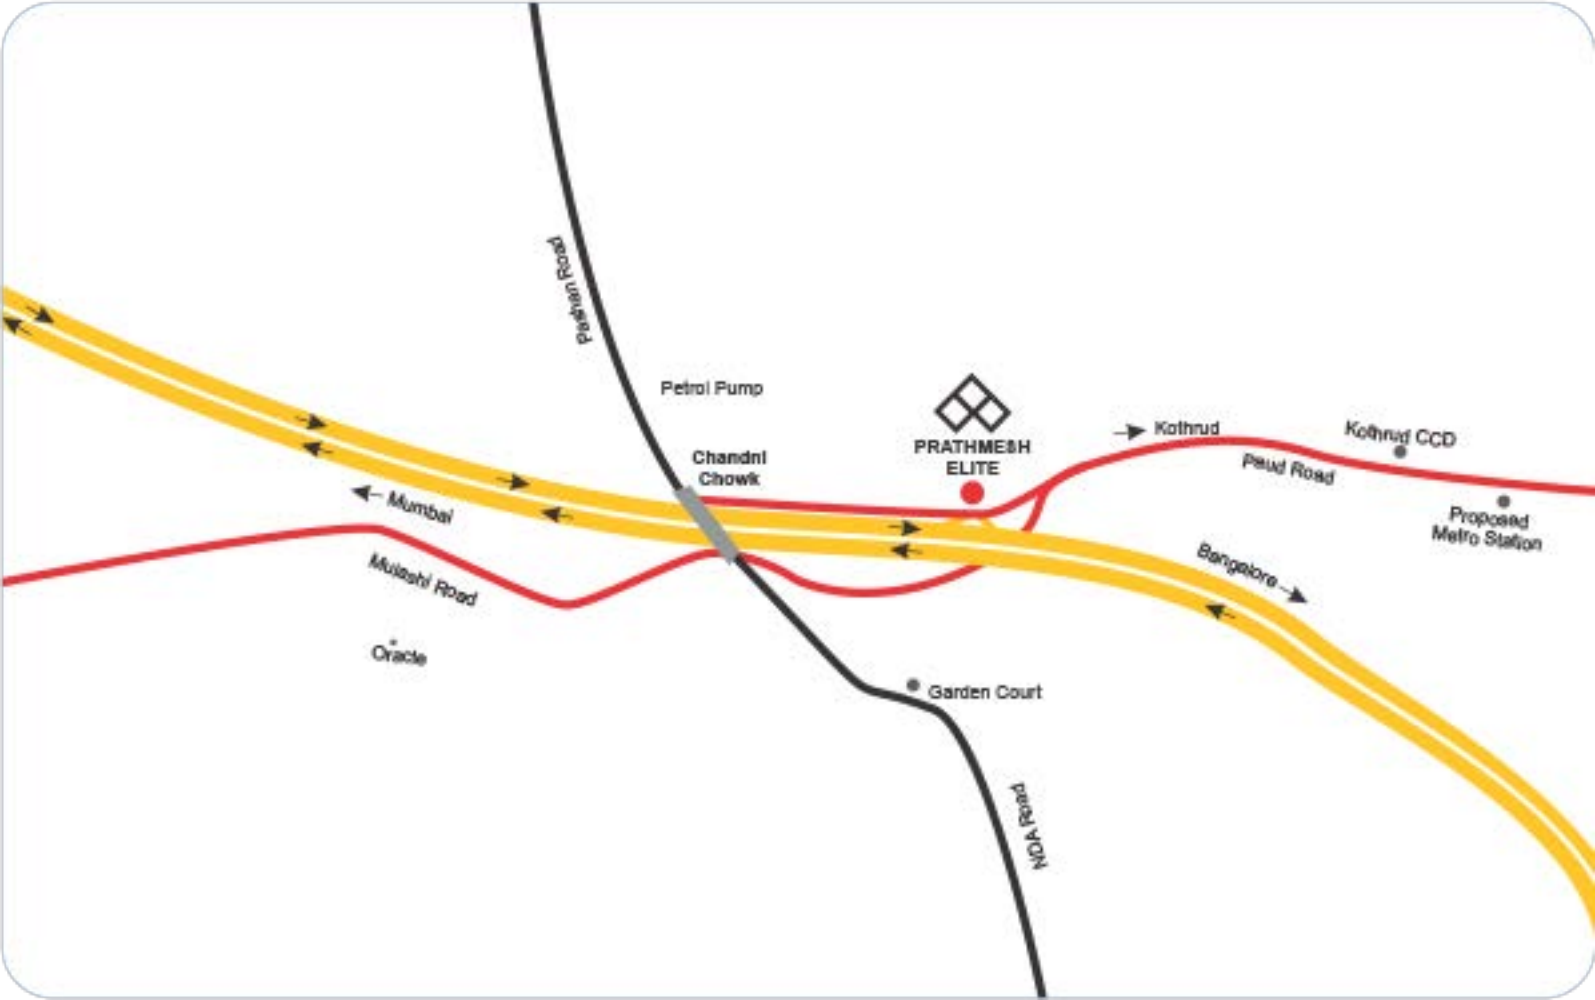 Pashan Road
Petrol Pump
Chandni
Chowk
PRATHMESH
ELITE
Kothrud
Kothrud CCD
Paud Road
Proposed
Metro Station
Mumbai
Mulashi Road
Bangalore
Oracle
Garden Court
NDA Road